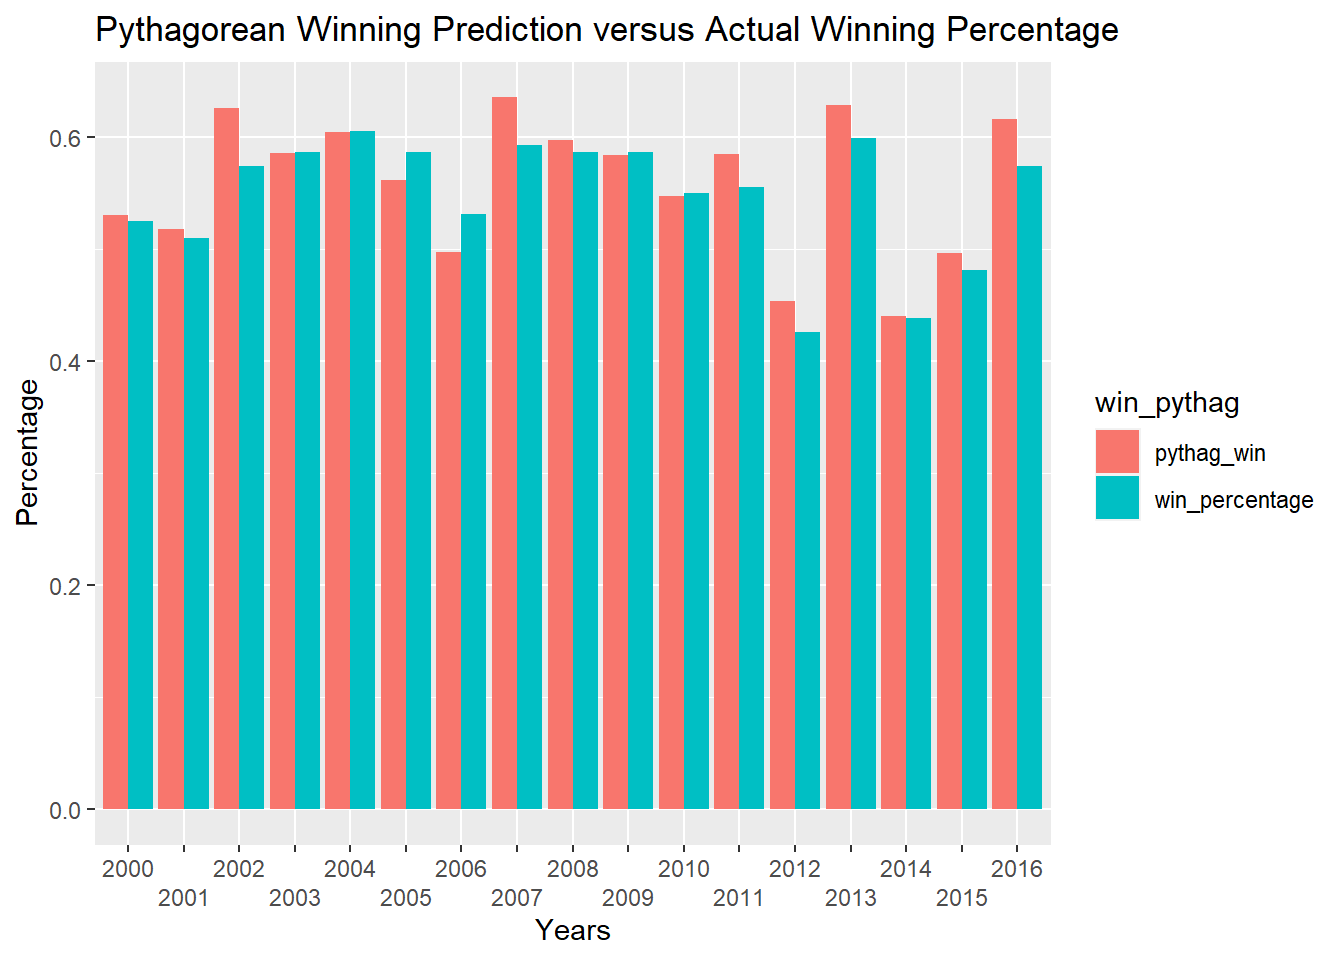 Pythagorean Winning Prediction versus Actual Winning Percentage
Percentage
0.6
0.4
0.2
0.0
2000 2002 2004 2006 2008 2010 2012 2014 2016
2001 2003 2005 2007 2009 2011 2013 2015
Years
win_pythag
pythag_win
win_percentage